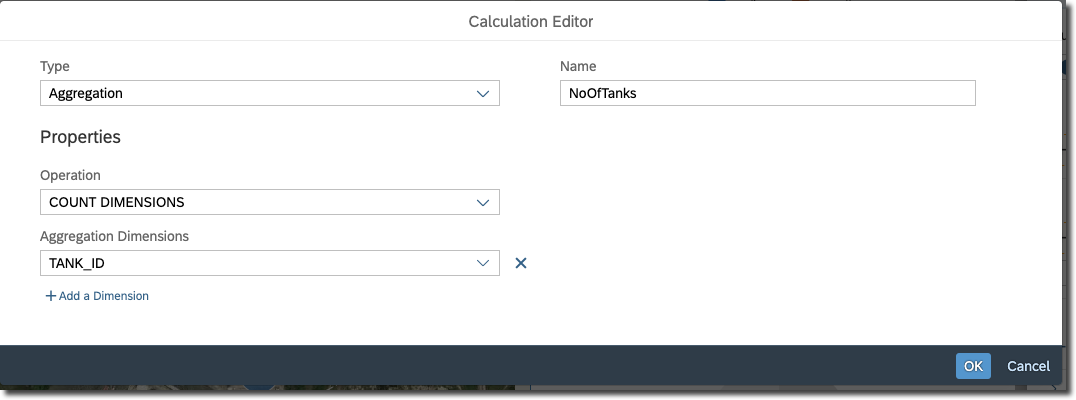 Calculation Editor
Type
Name
Aggregation
NoOfTanks
Properties
Operation
COUNT DIMENSIONS
Aggregation Dimensions
TANK_ID
+ Add a Dimension
OK
Cancel